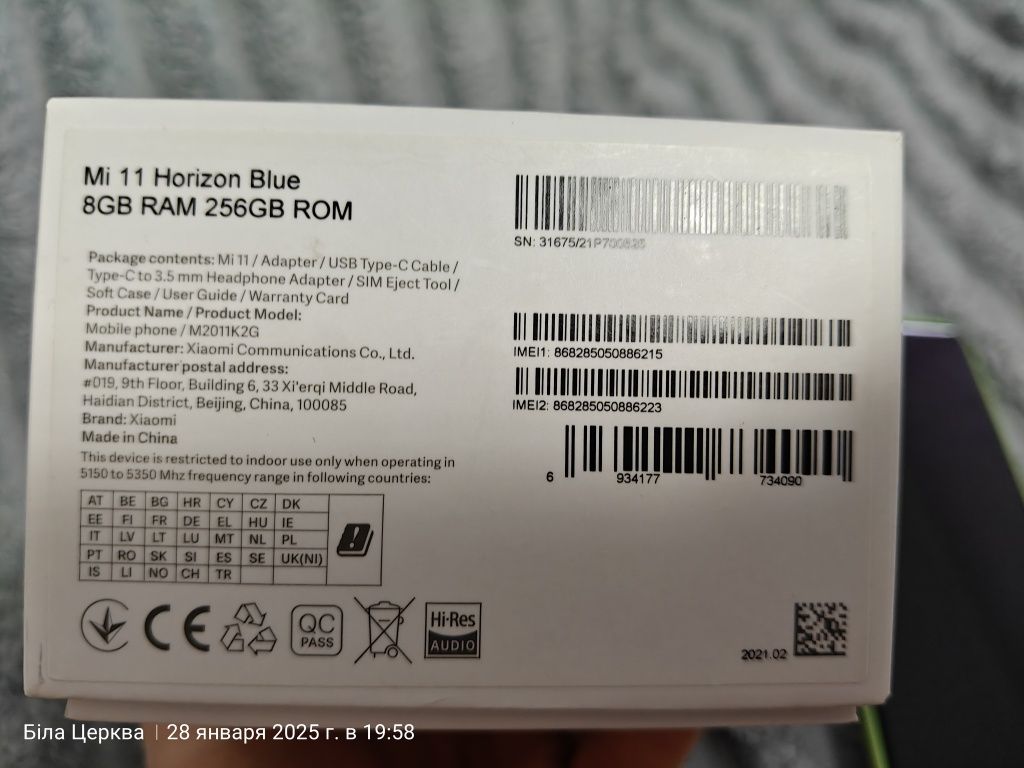 Mi 11 Horizon Blue
8GB RAM 256GB ROM
Package contents: Mi 11 / Adapter / USB Type-C Cable /
Type-C to 3.5 mm Headphone Adapter / SIM Eject Tool /
Soft Case / User Guide / Warranty Card
Product Name / Product Model:
Mobile phone / M2011K2G
Manufacturer: Xiaomi Communications Co., Ltd.
Manufacturer postal address:
#019, 9th Floor, Building 6, 33 Xi'erqi Middle Road,
Haidian District, Beijing, China, 100085
Brand: Xiaomi
Made in China
This device is restricted to indoor use only when operating in
5150 to 5350 Mhz frequency range in following countries:
AT BE BG HR CY CZ DK
EE FI FR DE EL HU IE
IT LV LT LU MT NL PL
PT RO SK SI ES SE UK(NI)
IS LI NO CH TR
CE
QC
PASS
Hi-Res
AUDIO
SN:
IMEI1: 868285050886215
IMEI2: 868285050886223
6 934177 734090
2021.02
Біла Церква | 28 января 2025 г. в 19:58